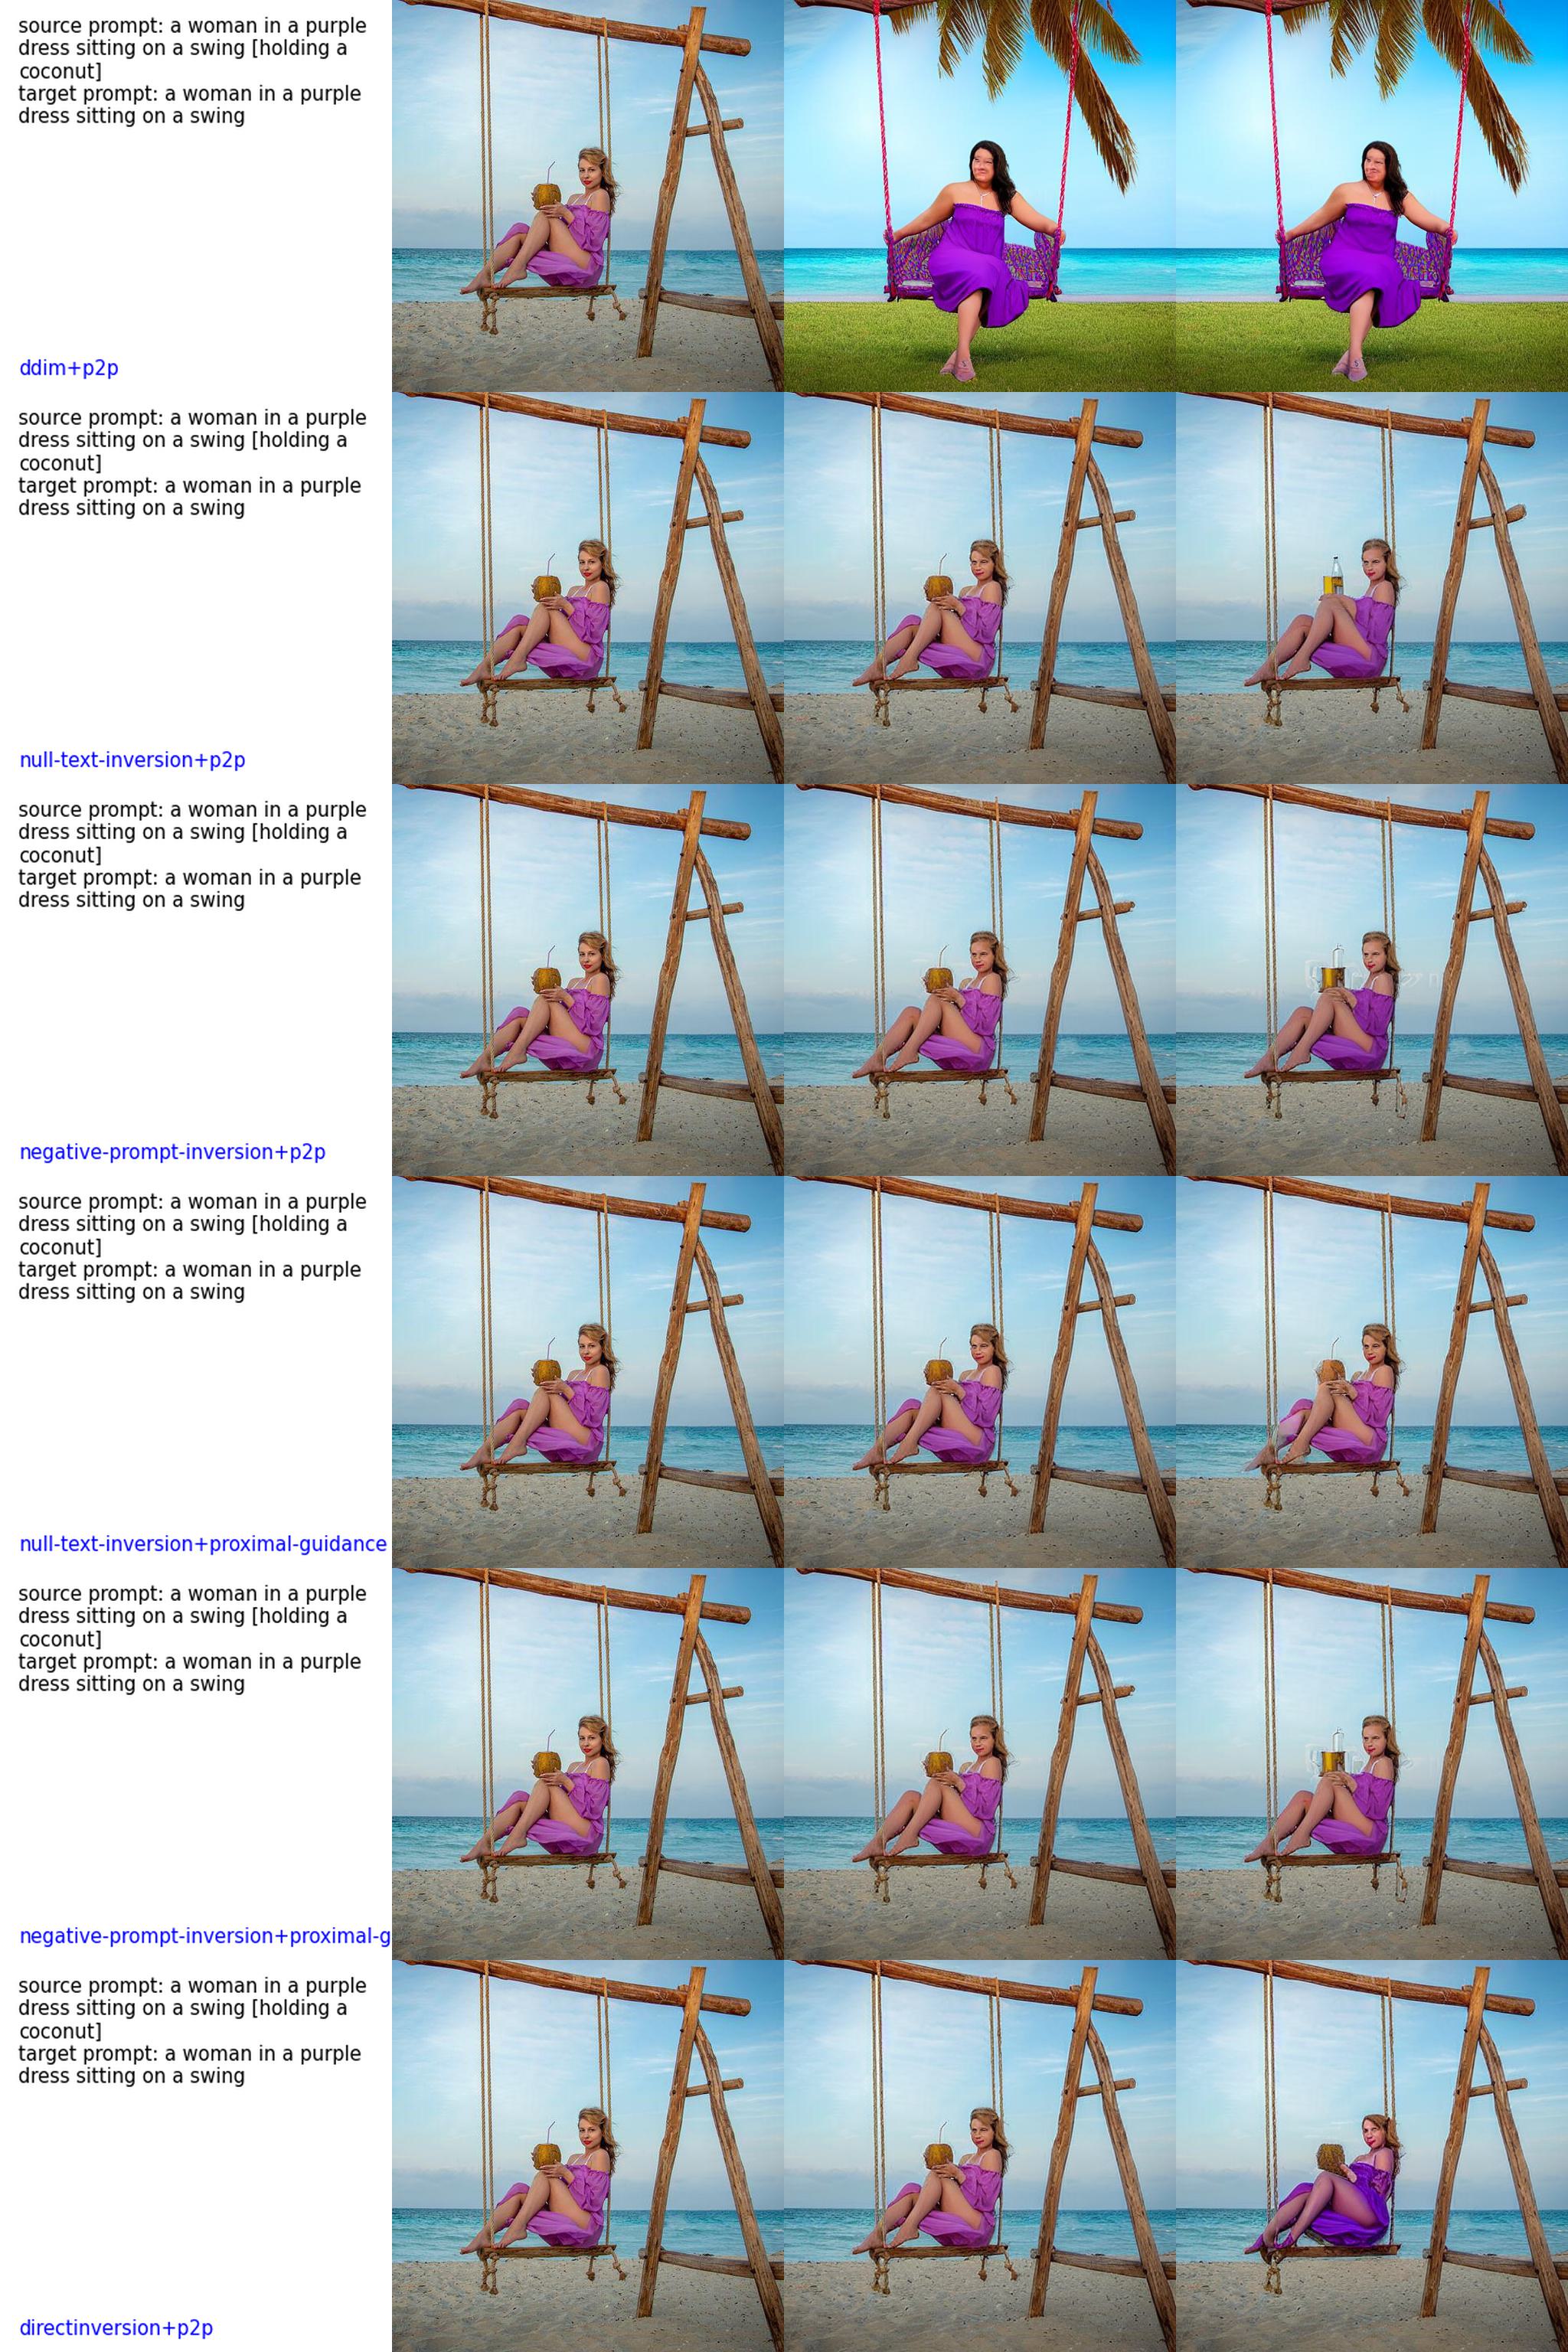 source prompt: a woman in a purple
dress sitting on a swing [holding a
coconut]
target prompt: a woman in a purple
dress sitting on a swing
ddim+p2p
source prompt: a woman in a purple
dress sitting on a swing [holding a
coconut]
target prompt: a woman in a purple
dress sitting on a swing
null-text-inversion+p2p
source prompt: a woman in a purple
dress sitting on a swing [holding a
coconut]
target prompt: a woman in a purple
dress sitting on a swing
negative-prompt-inversion+p2p
source prompt: a woman in a purple
dress sitting on a swing [holding a
coconut]
target prompt: a woman in a purple
dress sitting on a swing
null-text-inversion+proximal-guidance
source prompt: a woman in a purple
dress sitting on a swing [holding a
coconut]
target prompt: a woman in a purple
dress sitting on a swing
negative-prompt-inversion+proximal-g
source prompt: a woman in a purple
dress sitting on a swing [holding a
coconut]
target prompt: a woman in a purple
dress sitting on a swing
directinversion+p2p